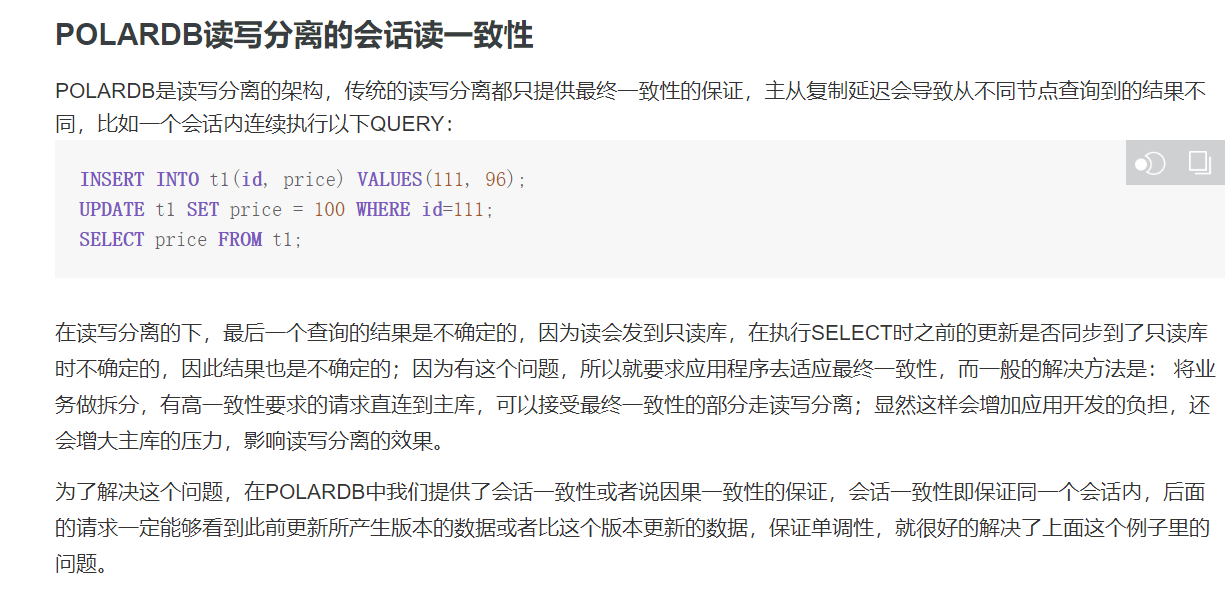 POLARDB读写分离的会话读一致性
POLARDB是读写分离的架构，传统的读写分离都只提供最终一致性的保证，主从复制延迟会导致从不同节点查询到的结果不
同，比如一个会话内连续执行以下QUERY：
INSERT INTO t1(id, price) VALUES(111, 96);
UPDATE t1 SET price = 100 WHERE id=111;
SELECT price FROM t1;
在读写分离的下，最后一个查询的结果是不确定的，因为读会发到只读库，在执行SELECT时之前的更新是否同步到了只读库
时不确定的，因此结果也是不确定的；因为有这个问题，所以就要求应用程序去适应最终一致性，而一般的解决方法是： 将业
务做拆分，有高一致性要求的请求直连到主库，可以接受最终一致性的部分走读写分离；显然这样会增加应用开发的负担，还
会增大主库的压力，影响读写分离的效果。
为了解决这个问题，在POLARDB中我们提供了会话一致性或者说因果一致性的保证，会话一致性即保证同一个会话内，后面
的请求一定能够看到此前更新所产生版本的数据或者比这个版本更新的数据，保证单调性，就很好的解决了上面这个例子里的
问题。